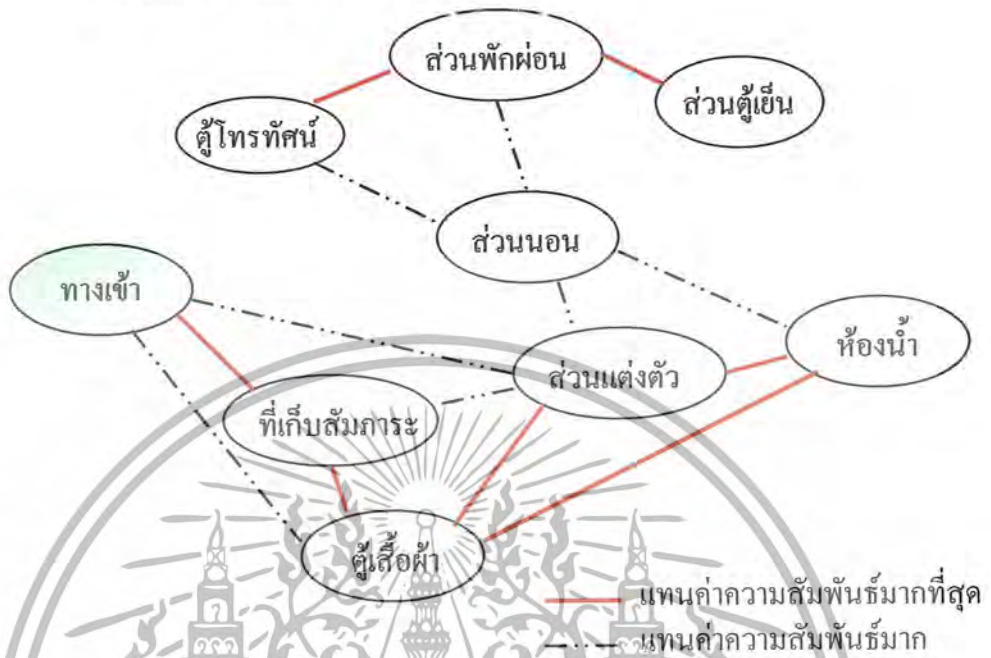 ส่วนพักผ่อน
ส่วนตู้เย็น
ตู้โทรทัศน์
ส่วนนอน
ทางเข้า
ห้องน้ำ
ส่วนแต่งตัว
ที่เก็บสัมภาระ
ตู้เสื้อผ้า
แทนค่าความสัมพันธ์มากที่สุด
แทนค่าความสัมพันธ์มาก